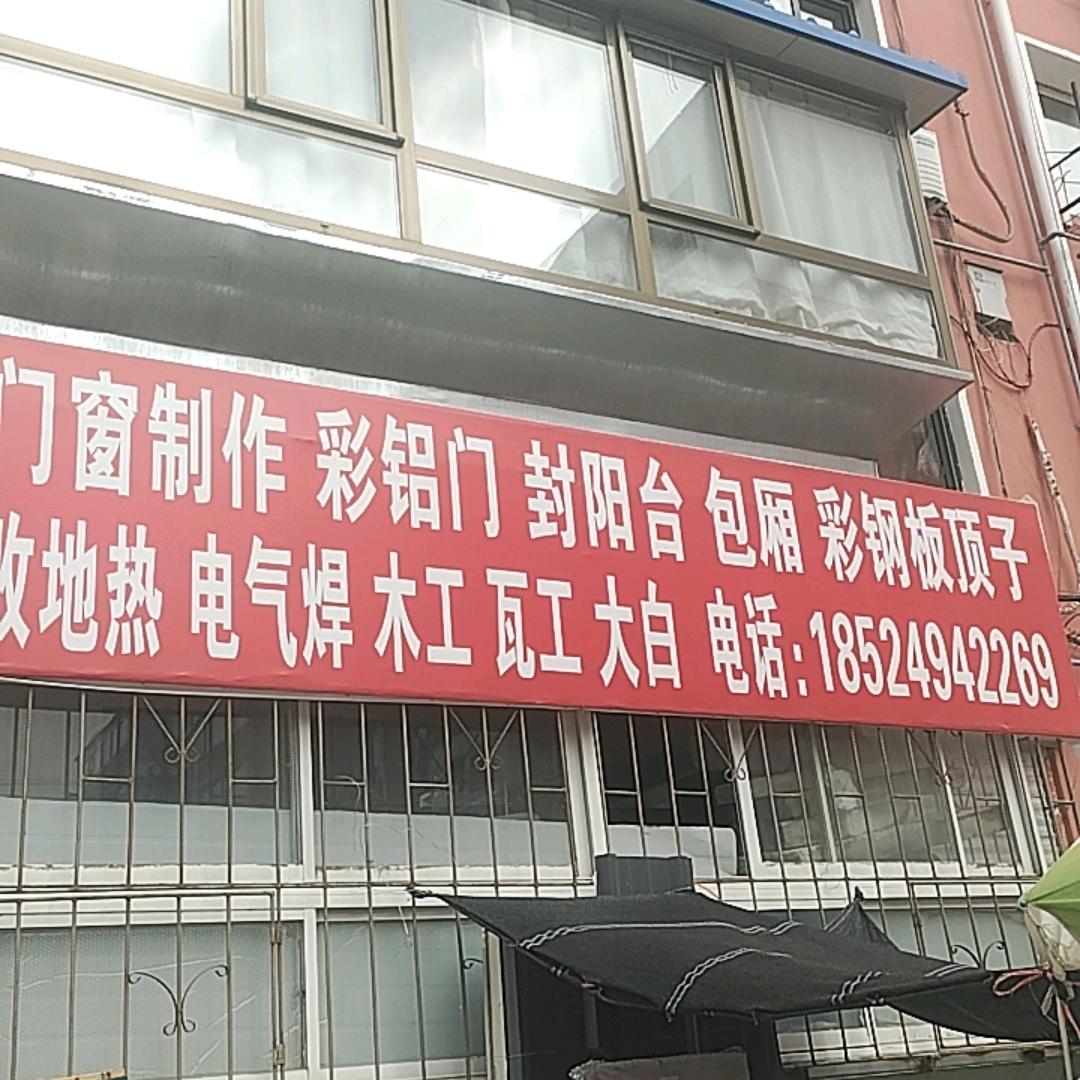 门窗制作 彩铝门 封阳台 包厢 彩钢板顶子
改地热 电气焊 木工 瓦工 大白 电话:18524942269